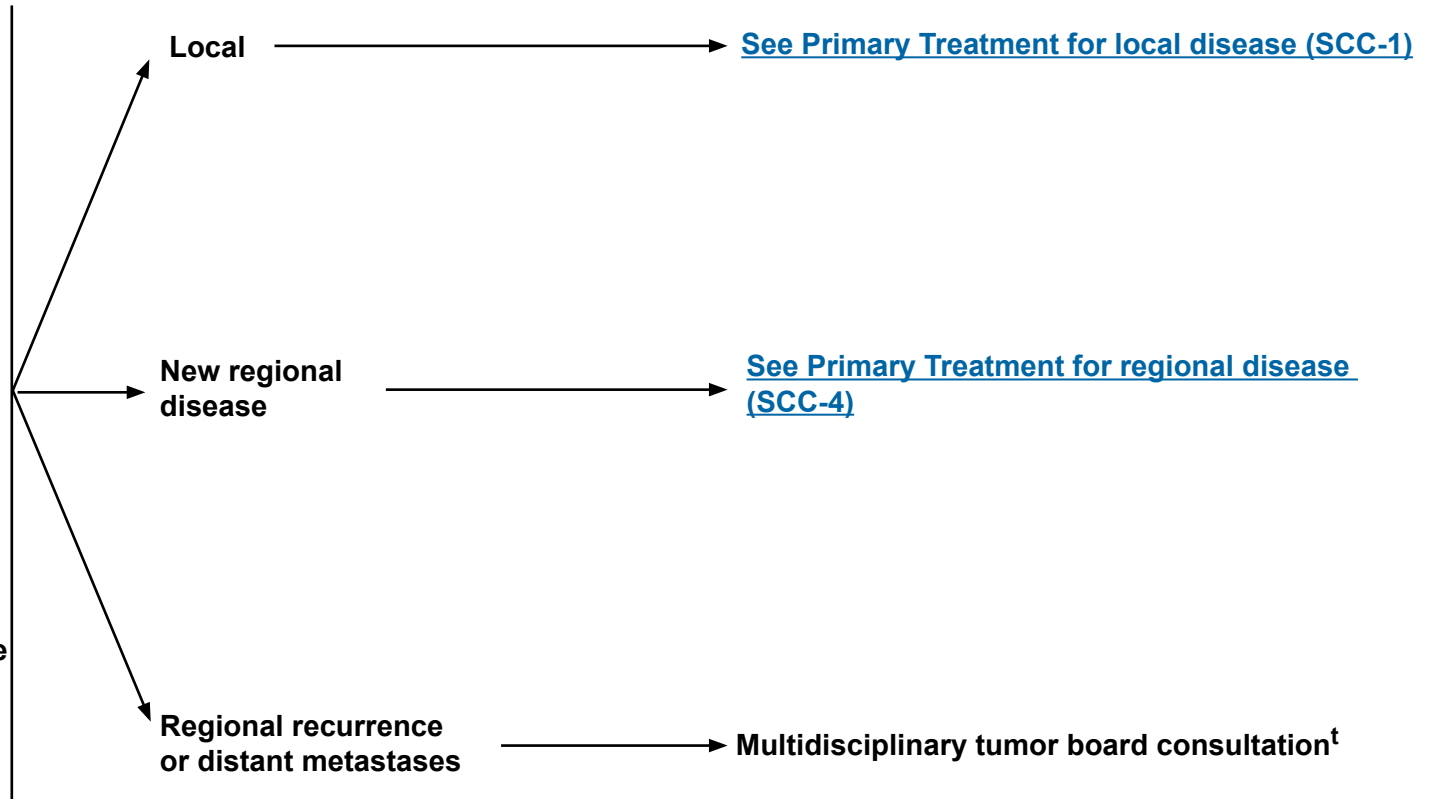 Local
See Primary Treatment for local disease (SCC-1)
New regional
disease
See Primary Treatment for regional disease
(SCC-4)
e
Regional recurrence
or distant metastases
Multidisciplinary tumor board consultationᵗ